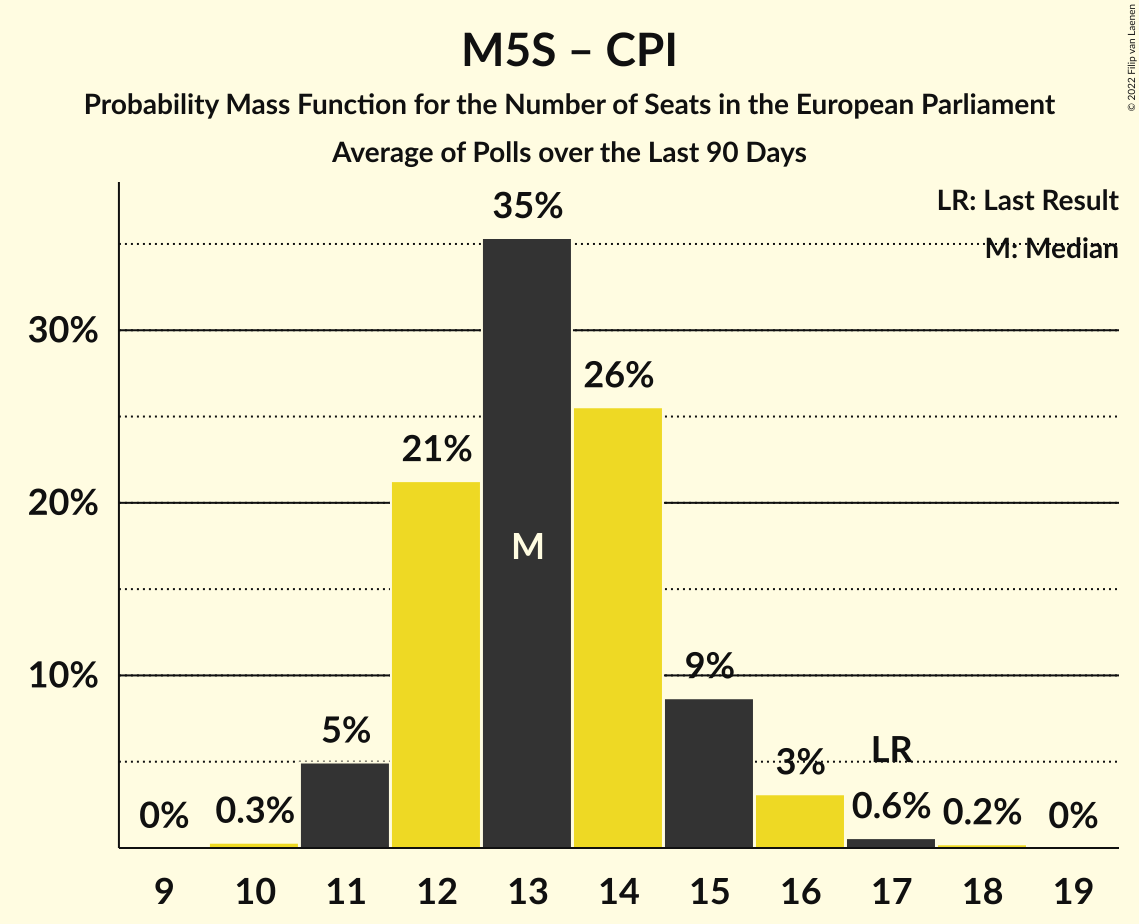 M5S – CPI
Probability Mass Function for the Number of Seats in the European Parliament
Average of Polls over the Last 90 Days
© 2022 Filip van Laenen
LR: Last Result
M: Median
35%
30%
26%
21%
20%
M
10%
9%
5%
3%
LR
0%
0.3%
0.6%
0.2%
0%
9 10 11 12 13 14 15 16 17 18 19